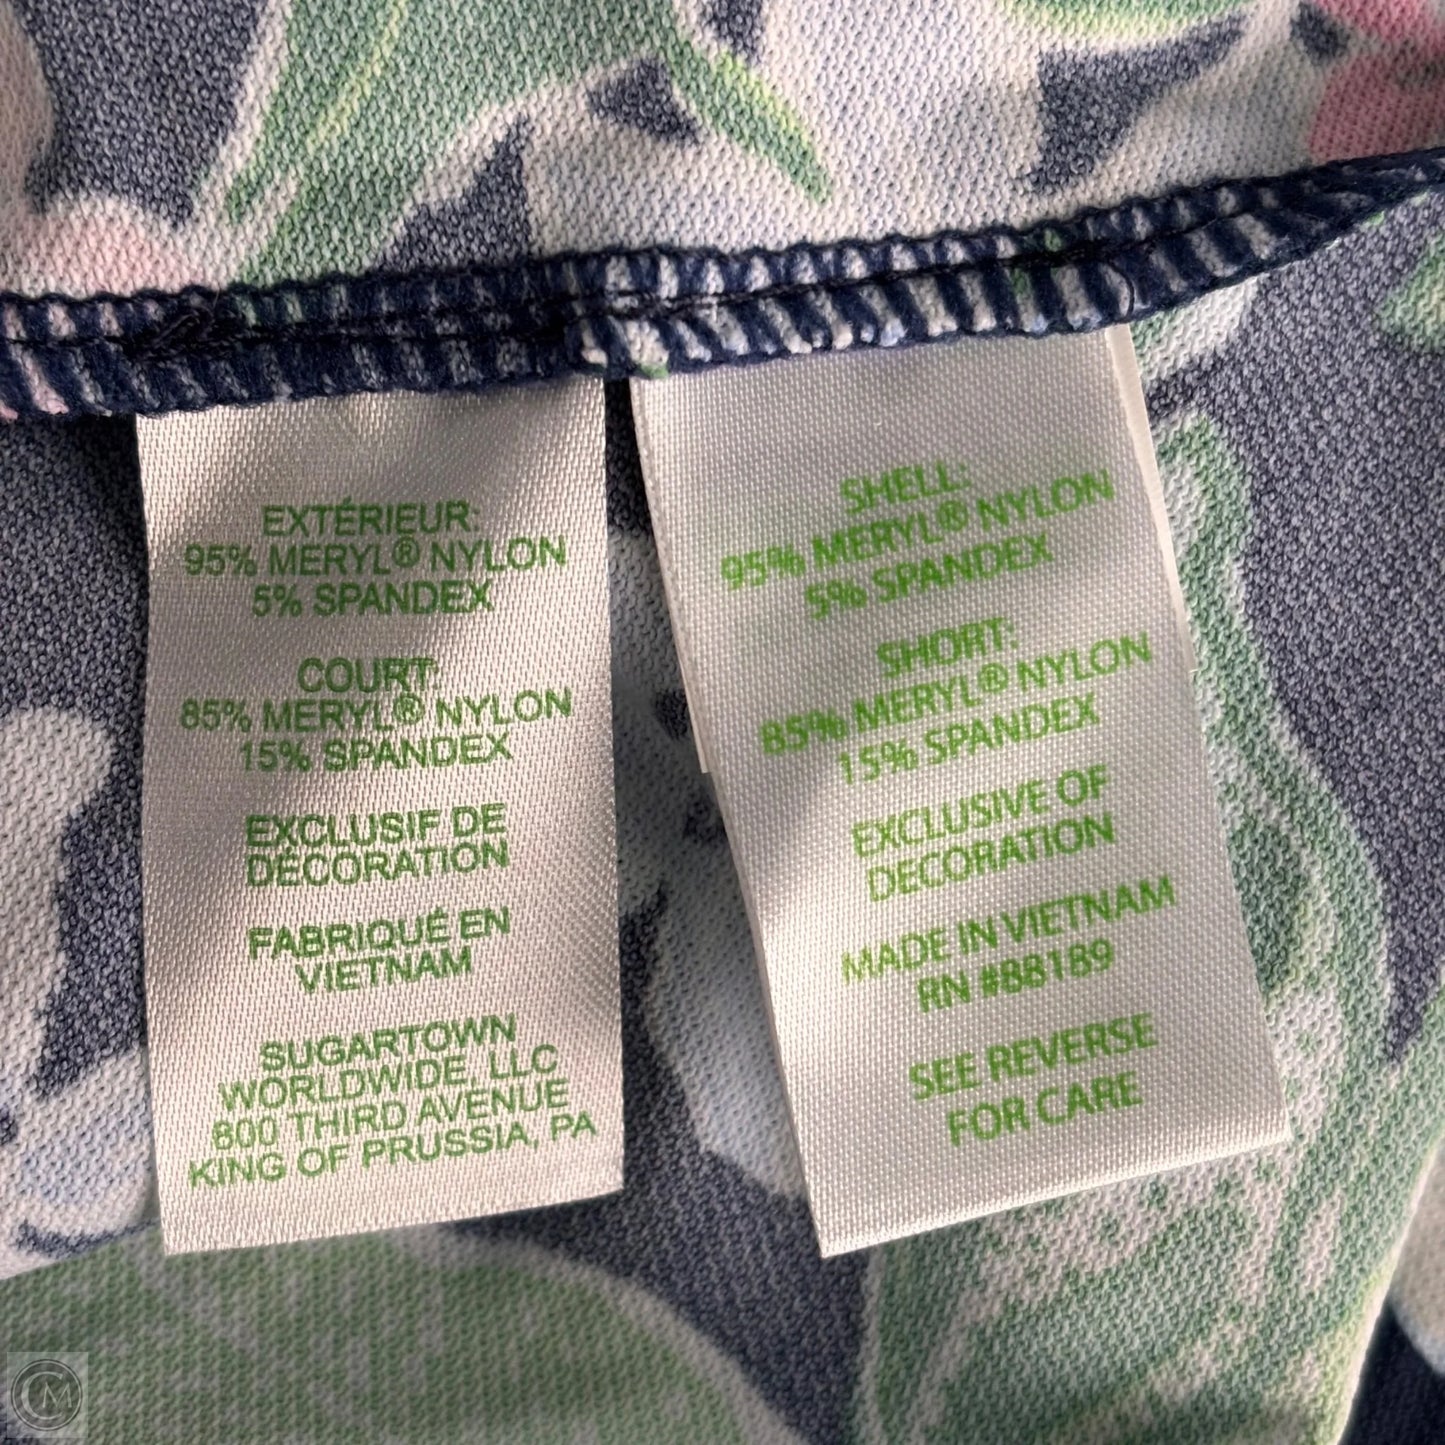 EXTÉRIEUR:
95% MERYL® NYLON
5% SPANDEX
COURT:
85% MERYL® NYLON
15% SPANDEX
EXCLUSIF DE
DÉCORATION
FABRIQUÉ EN
VIETNAM
SUGARTOWN
WORLDWIDE, LLC
800 THIRD AVENUE
KING OF PRUSSIA, PA
SHELL:
95% MERYL® NYLON
5% SPANDEX
SHORT:
85% MERYL® NYLON
15% SPANDEX
EXCLUSIVE OF
DECORATION
MADE IN VIETNAM
RN #88189
SEE REVERSE
FOR CARE
CM